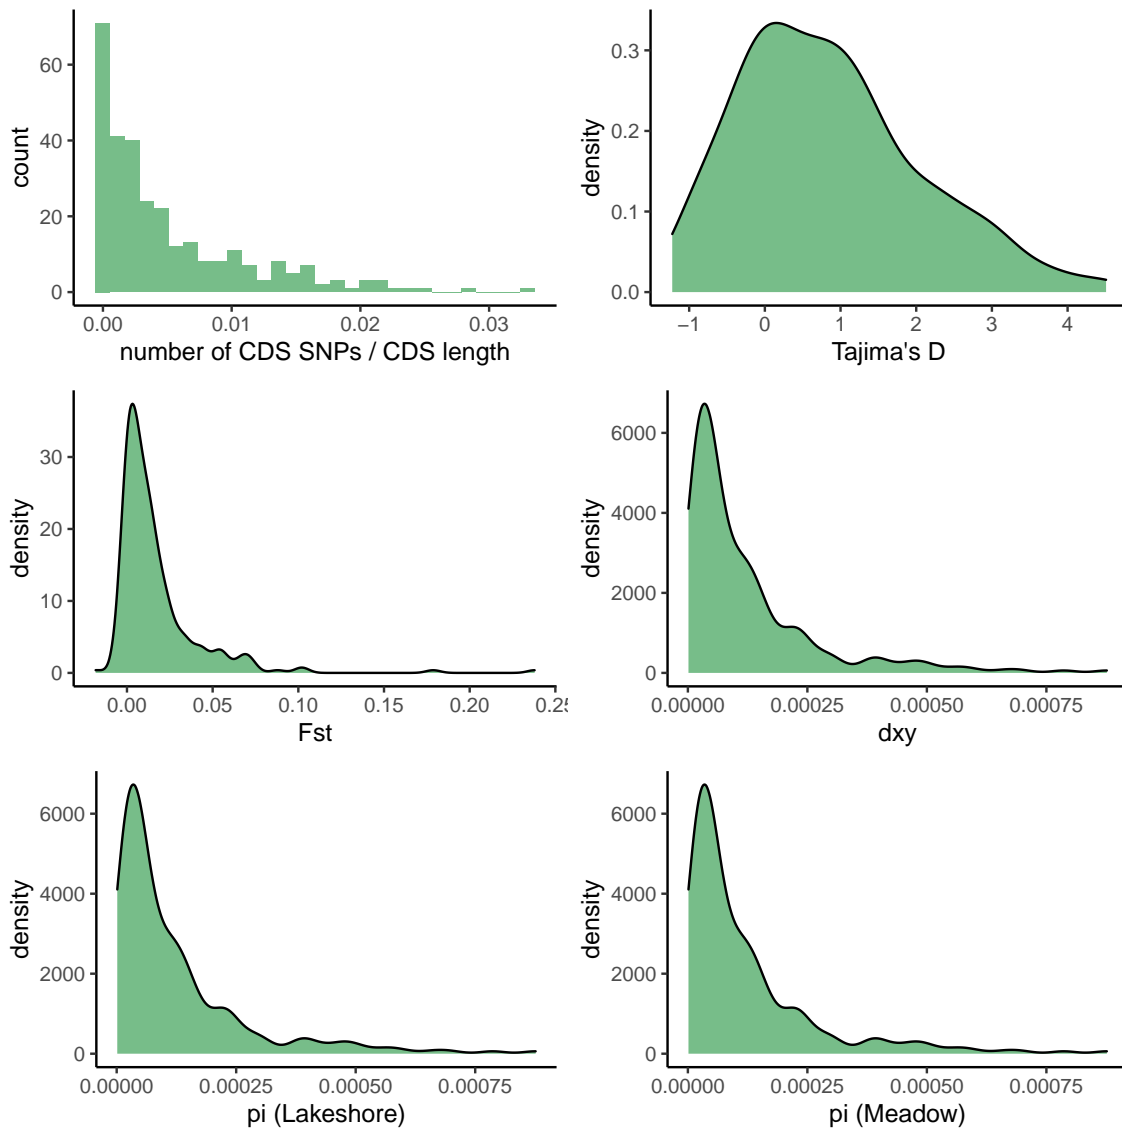 count
60
40
20
0
0.00 0.01 0.02 0.03
number of CDS SNPs / CDS length
density
0.3
0.2
0.1
0.0
−1 0 1 2 3 4
Tajima's D
density
30
20
10
0
0.00 0.05 0.10 0.15 0.20 0.25
Fst
density
6000
4000
2000
0
0.00000 0.00025 0.00050 0.00075
dxy
density
6000
4000
2000
0
0.00000 0.00025 0.00050 0.00075
pi (Lakeshore)
density
6000
4000
2000
0
0.00000 0.00025 0.00050 0.00075
pi (Meadow)